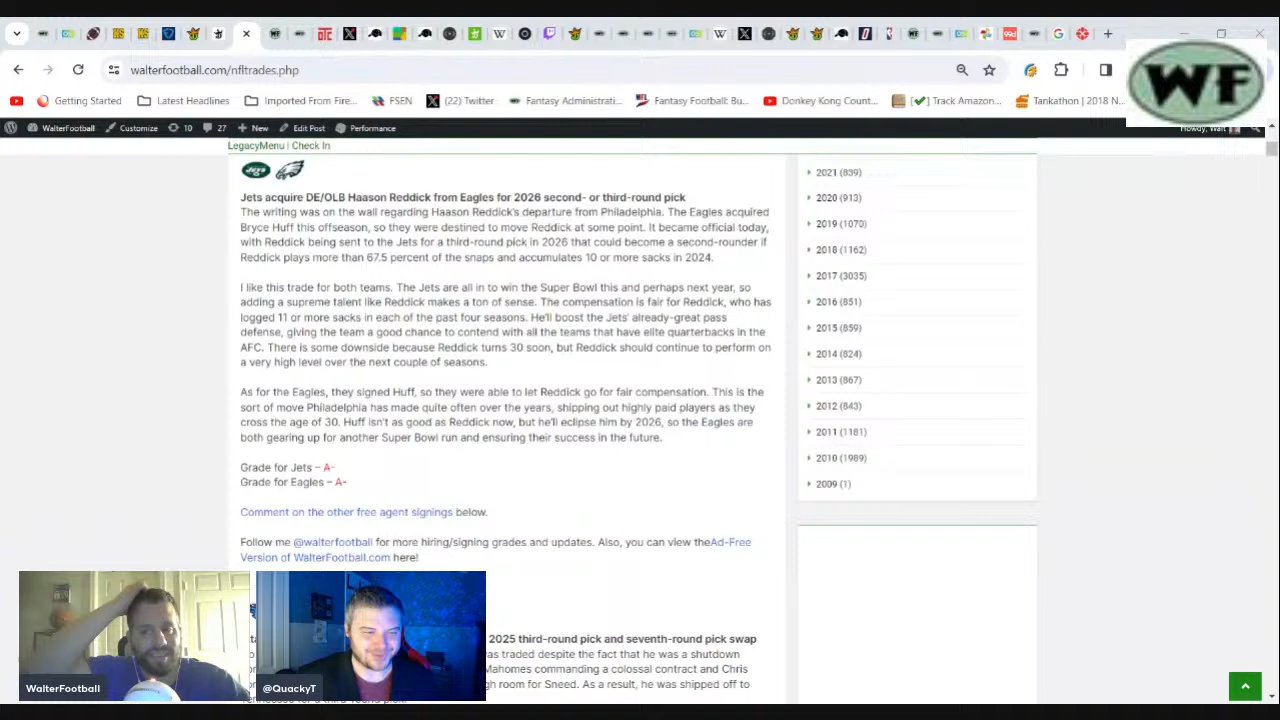 walterfootball.com/nfltrades.php
WF
Getting Started
Latest Headlines
Imported From Fire...
FSEN
(22) Twitter
Fantasy Administrati...
Fantasy Football: Bu...
Donkey Kong Count...
Track Amazon...
Tankathon | 2018 N...
WalterFootball
Customize
10
27
New
Edit Post
Performance
Howdy, Walt
LegacyMenu | Check In
Jets acquire DE/OLB Haason Reddick from Eagles for 2026 second- or third-round pick
The writing was on the wall regarding Haason Reddick's departure from Philadelphia. The Eagles acquired
Bryce Huff this offseason, so they were destined to move Reddick at some point. It became official today,
with Reddick being sent to the Jets for a third-round pick in 2026 that could become a second-rounder if
Reddick plays more than 67.5 percent of the snaps and accumulates 10 or more sacks in 2024.
I like this trade for both teams. The Jets are all in to win the Super Bowl this and perhaps next year, so
adding a supreme talent like Reddick makes a ton of sense. The compensation is fair for Reddick, who has
logged 11 or more sacks in each of the past four seasons. He'll boost the Jets' already-great pass
defense, giving the team a good chance to contend with all the teams that have elite quarterbacks in the
AFC. There is some downside because Reddick turns 30 soon, but Reddick should continue to perform on
a very high level over the next couple of seasons.
As for the Eagles, they signed Huff, so they were able to let Reddick go for fair compensation. This is the
sort of move Philadelphia has made quite often over the years, shipping out highly paid players as they
cross the age of 30. Huff isn't as good as Reddick now, but he'll eclipse him by 2026, so the Eagles are
both gearing up for another Super Bowl run and ensuring their success in the future.
Grade for Jets – A-
Grade for Eagles – A-
Comment on the other free agent signings below.
Follow me @walterfootball for more hiring/signing grades and updates. Also, you can view theAd-Free
Version of WalterFootball.com here!
2025 third-round pick and seventh-round pick swap
was traded despite the fact that he was a shutdown
Mahomes commanding a colossal contract and Chris
room for Sneed. As a result, he was shipped off to
2021 (839)
2020 (913)
2019 (1070)
2018 (1162)
2017 (3035)
2016 (851)
2015 (859)
2014 (824)
2013 (867)
2012 (843)
2011 (1181)
2010 (1989)
2009 (1)
WalterFootball
@QuackyT